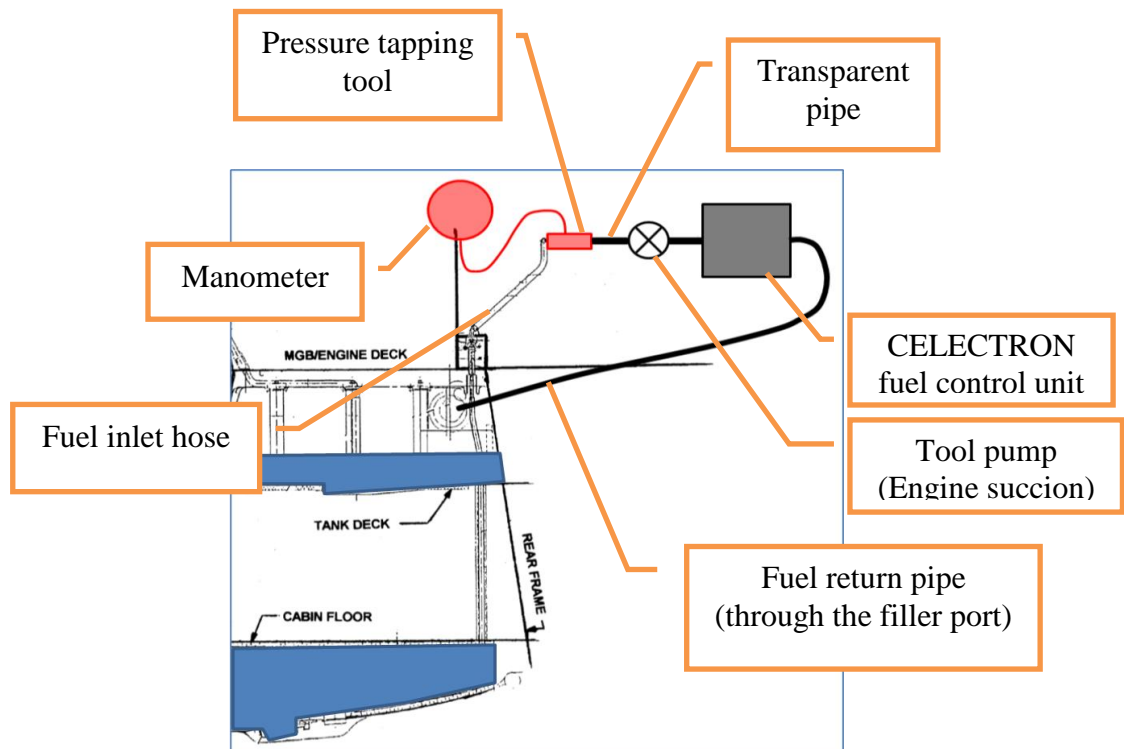 Pressure tapping
tool
Transparent
pipe
Manometer
MGB/ENGINE DECK
CELECTRON
fuel control unit
Fuel inlet hose
Tool pump
(Engine succion)
TANK DECK
REAR FRAME
Fuel return pipe
(through the filler port)
CABIN FLOOR